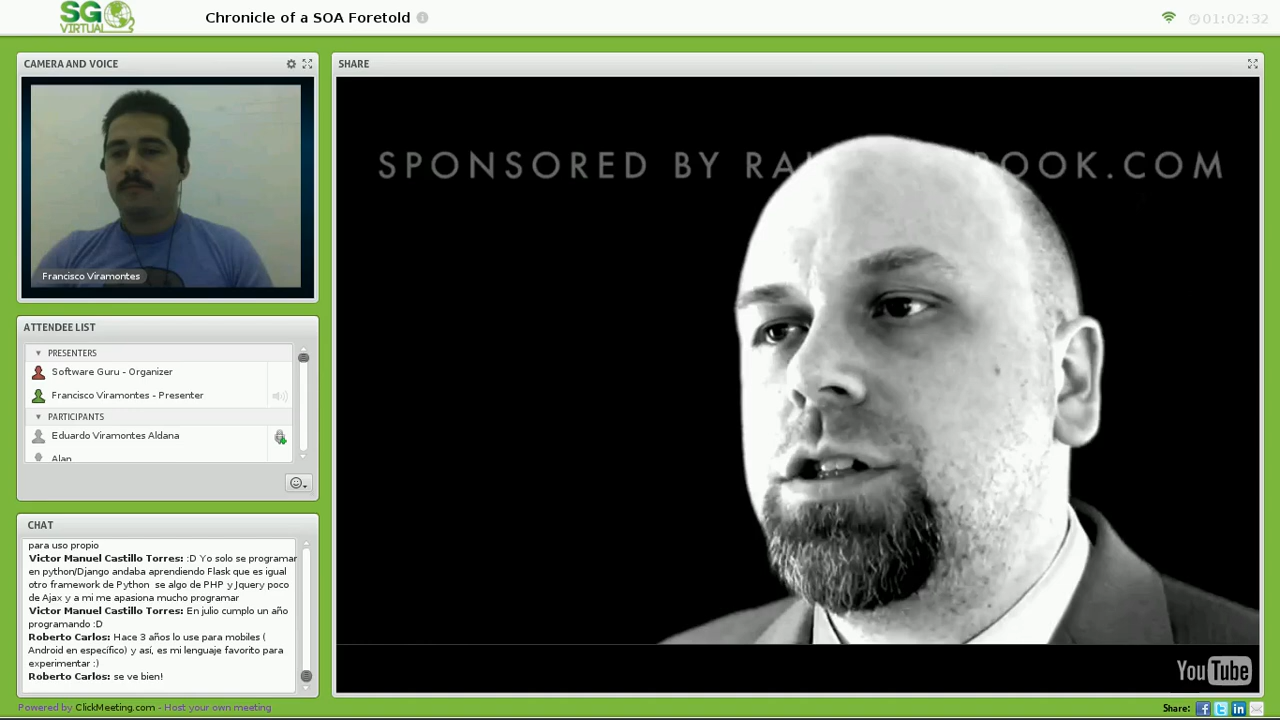 SG
VIRTUAL
Chronicle of a SOA Foretold
01:02:32
CAMERA AND VOICE
Francisco Viramontes
ATTENDEE LIST
PRESENTERS
Software Guru - Organizer
Francisco Viramontes - Presenter
PARTICIPANTS
Eduardo Viramontes Aldana
Alan
CHAT
para uso propio
Victor Manuel Castillo Torres: :D Yo solo se programar
en python/Django andaba aprendiendo Flask que es igual
otro framework de Python se algo de PHP y Jquery poco
de Ajax y a mi me apasiona mucho programar
Victor Manuel Castillo Torres: En julio cumplo un año
programando :D
Roberto Carlos: Hace 3 años lo use para mobiles (
Android en específico) y así, es mi lenguaje favorito para
experimentar :)
Roberto Carlos: se ve bien!
SHARE
SPONSORED BY
OOK.COM
YouTube
Powered by ClickMeeting.com - Host your own meeting
Share: